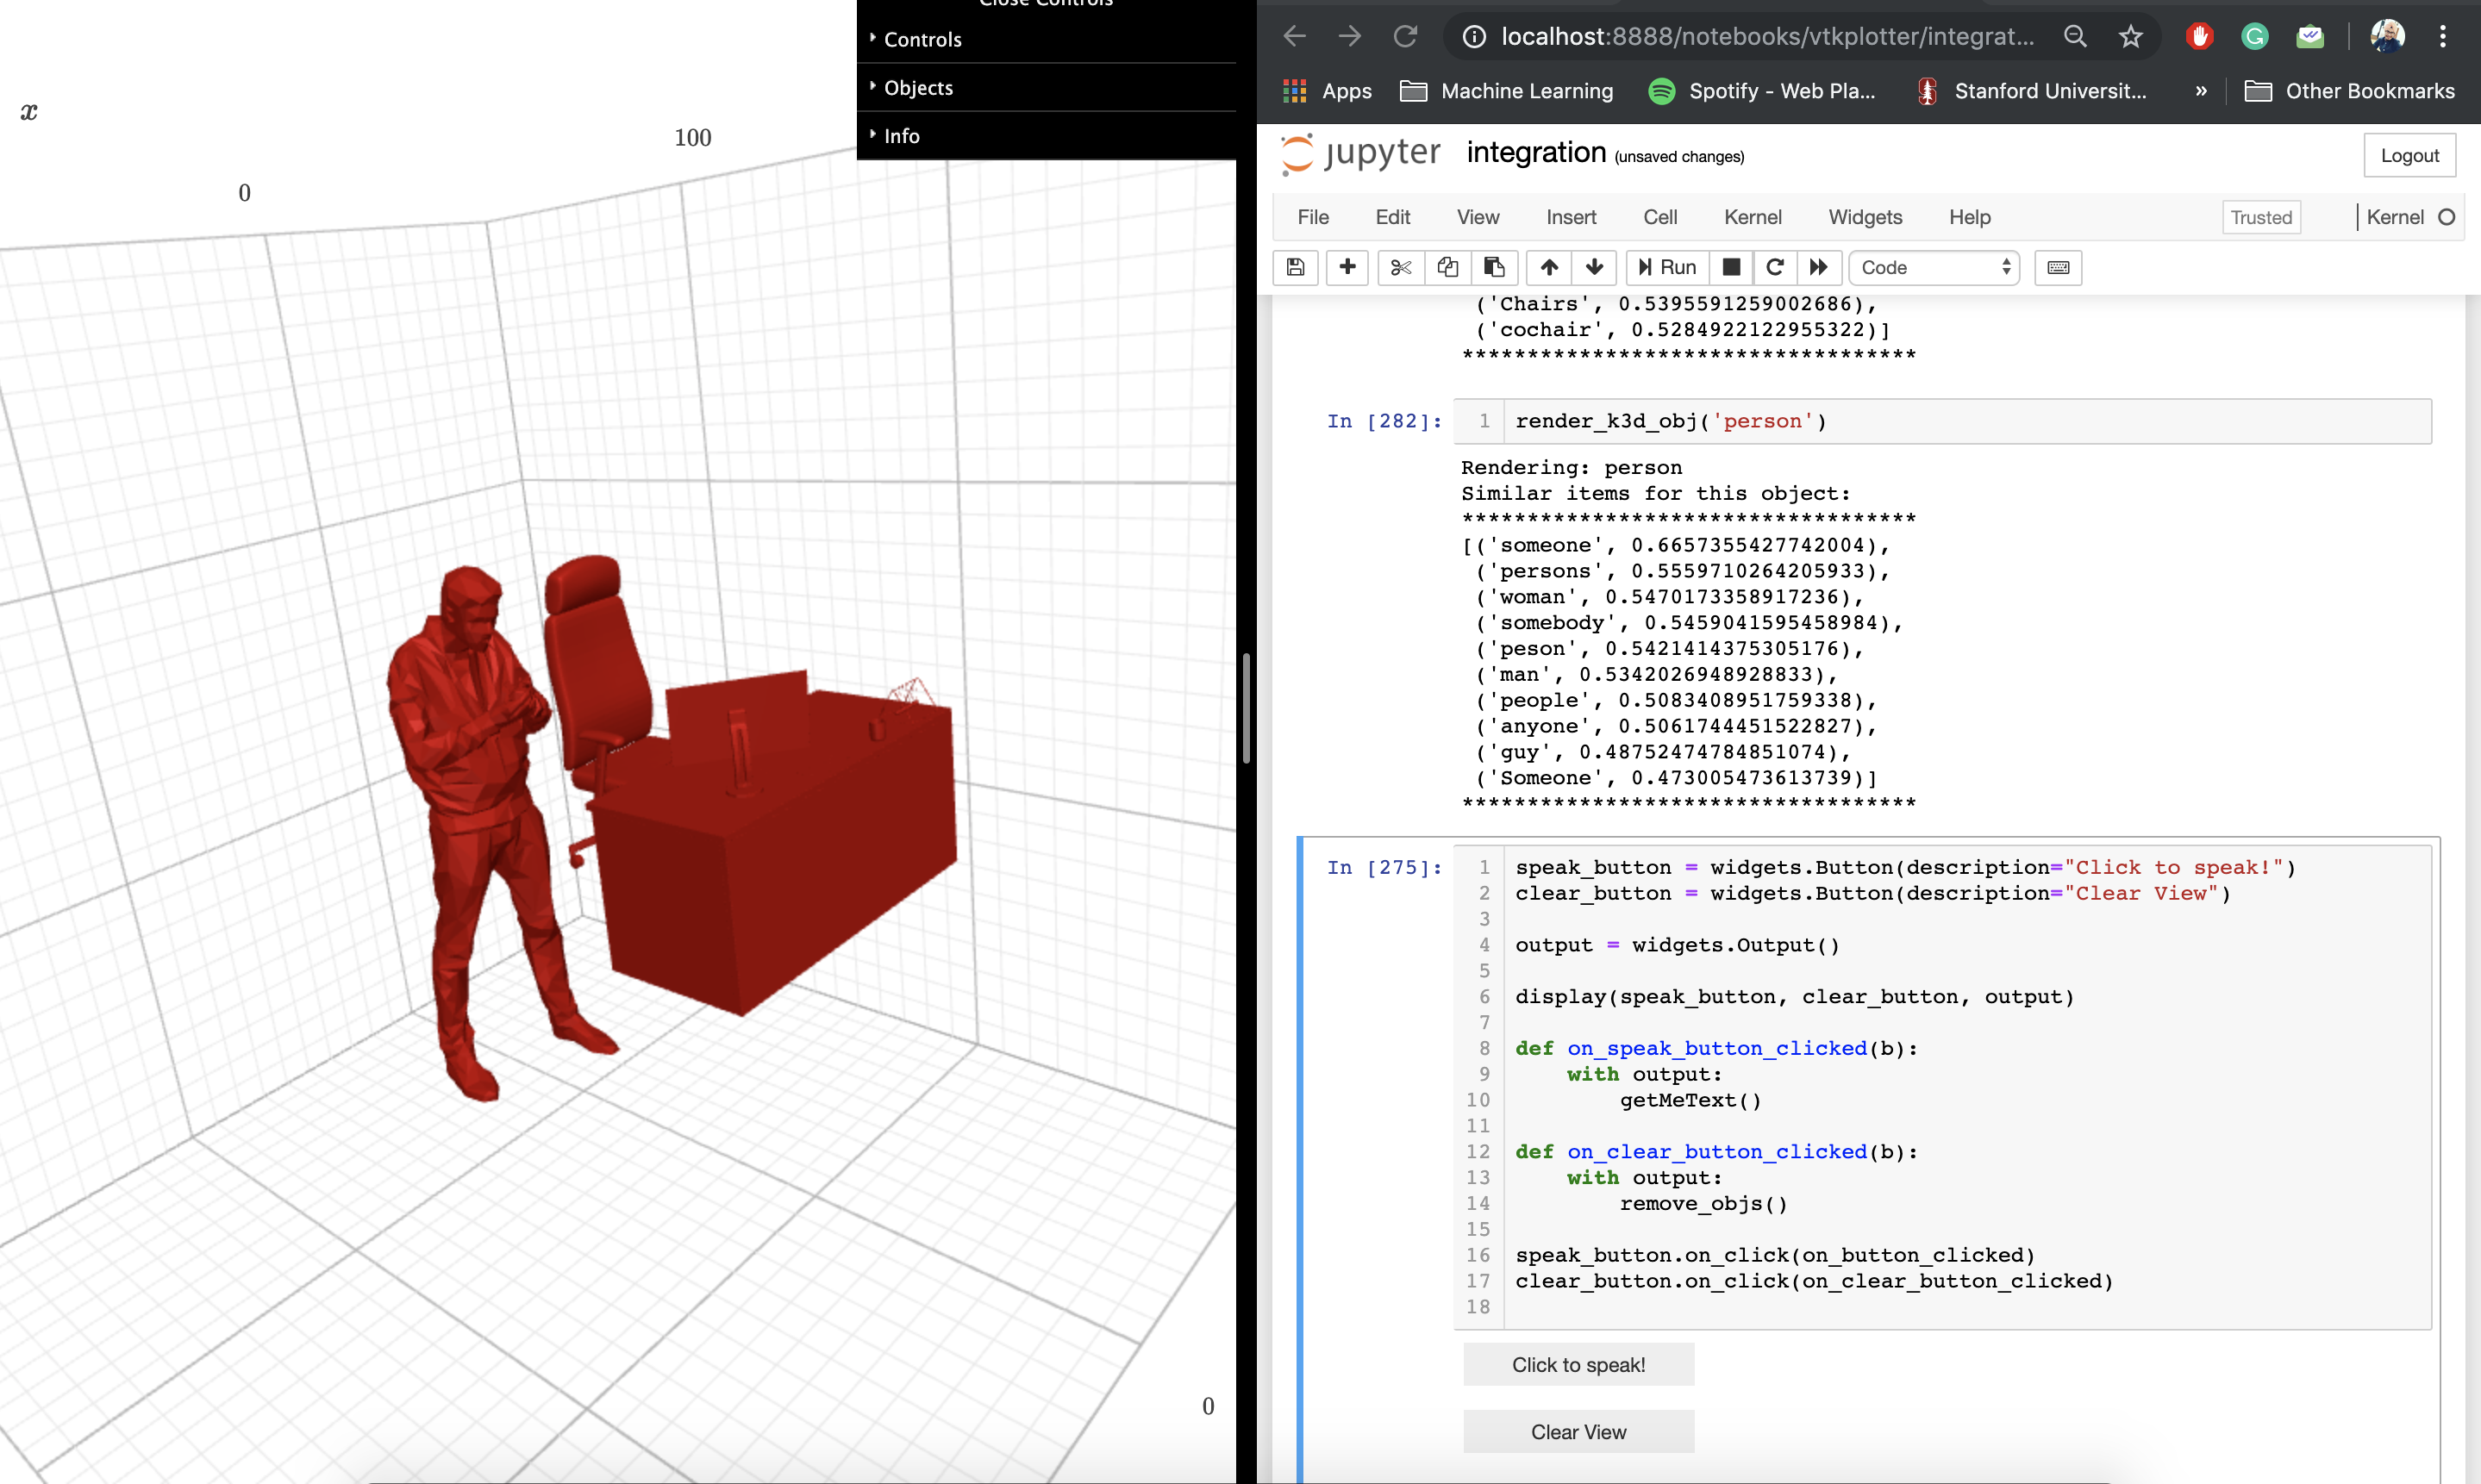 Close Controls
Controls
Objects
Info
x
0
100
0
localhost:8888/notebooks/vtkplotter/integrat...
Apps
Machine Learning
Spotify - Web Pla...
Stanford Universit...
»
Other Bookmarks
jupyter
integration (unsaved changes)
Logout
File Edit View Insert Cell Kernel Widgets Help
Trusted
Kernel
Run
Code
('Chairs', 0.5395591259002686),
('cochair', 0.5284922122955322)]
***********************************
In [282]:
1 render_k3d_obj('person')
Rendering: person
Similar items for this object:
***********************************
[('someone', 0.6657355427742004),
('persons', 0.5559710264205933),
('woman', 0.5470173358917236),
('somebody', 0.5459041595458984),
('peson', 0.5421414375305176),
('man', 0.5342026948928833),
('people', 0.5083408951759338),
('anyone', 0.5061744451522827),
('guy', 0.48752474784851074),
('Someone', 0.473005473613739)]
***********************************
In [275]:
1 speak_button = widgets.Button(description="Click to speak!")
2 clear_button = widgets.Button(description="Clear View")
3
4 output = widgets.Output()
5
6 display(speak_button, clear_button, output)
7
8 def on_speak_button_clicked(b):
9     with output:
10         getMeText()
11
12 def on_clear_button_clicked(b):
13     with output:
14         remove_objs()
15
16 speak_button.on_click(on_button_clicked)
17 clear_button.on_click(on_clear_button_clicked)
18
Click to speak!
Clear View